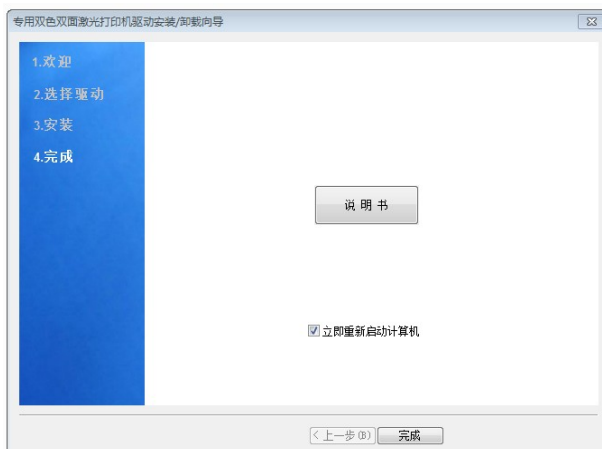 专用双色双面激光打印机驱动安装/卸载向导
1.欢迎
2.选择驱动
3.安装
4.完成
说 明 书
立即重新启动计算机
< 上一步(B) 完成